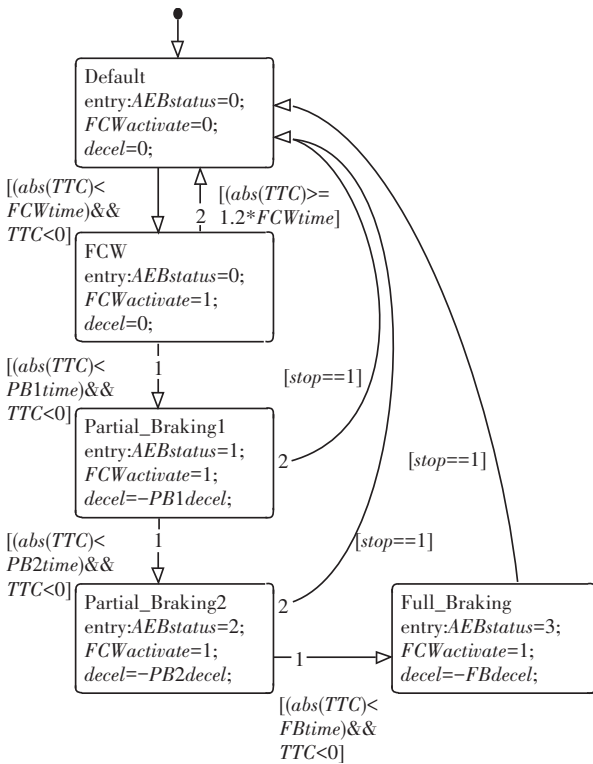 Default
entry:AEBstatus=0;
FCWactivate=0;
decel=0;
[(abs(TTC)<
FCWtime)&&
TTC<0]
2
[(abs(TTC)>=
1.2*FCWtime]
FCW
entry:AEBstatus=0;
FCWactivate=1;
decel=0;
[(abs(TTC)<
PB1time)&&
TTC<0]
1
[stop==1]
Partial_Braking1
entry:AEBstatus=1;
FCWactivate=1;
decel=-PB1decel;
2
[stop==1]
[(abs(TTC)<
PB2time)&&
TTC<0]
1
[stop==1]
Partial_Braking2
entry:AEBstatus=2;
FCWactivate=1;
decel=-PB2decel;
2
1
Full_Braking
entry:AEBstatus=3;
FCWactivate=1;
decel=-FBdecel;
[(abs(TTC)<
FBtime)&&
TTC<0]